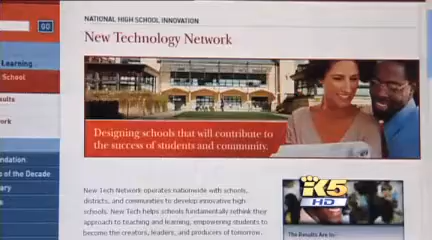 GO
NATIONAL HIGH SCHOOL INNOVATION
New Technology Network
Learning
School
sults
ork
Designing schools that will contribute to
the success of students and community.
ndation
s of the Decade
ary
s
New Tech Network operates nationwide with schools,
districts, and communities to develop innovative high
schools. New Tech helps schools fundamentally rethink they
approach to teaching and learning, empowering students to
become the creators, leaders, and producers of tomorrow.
K5
HD
The Results Are In: